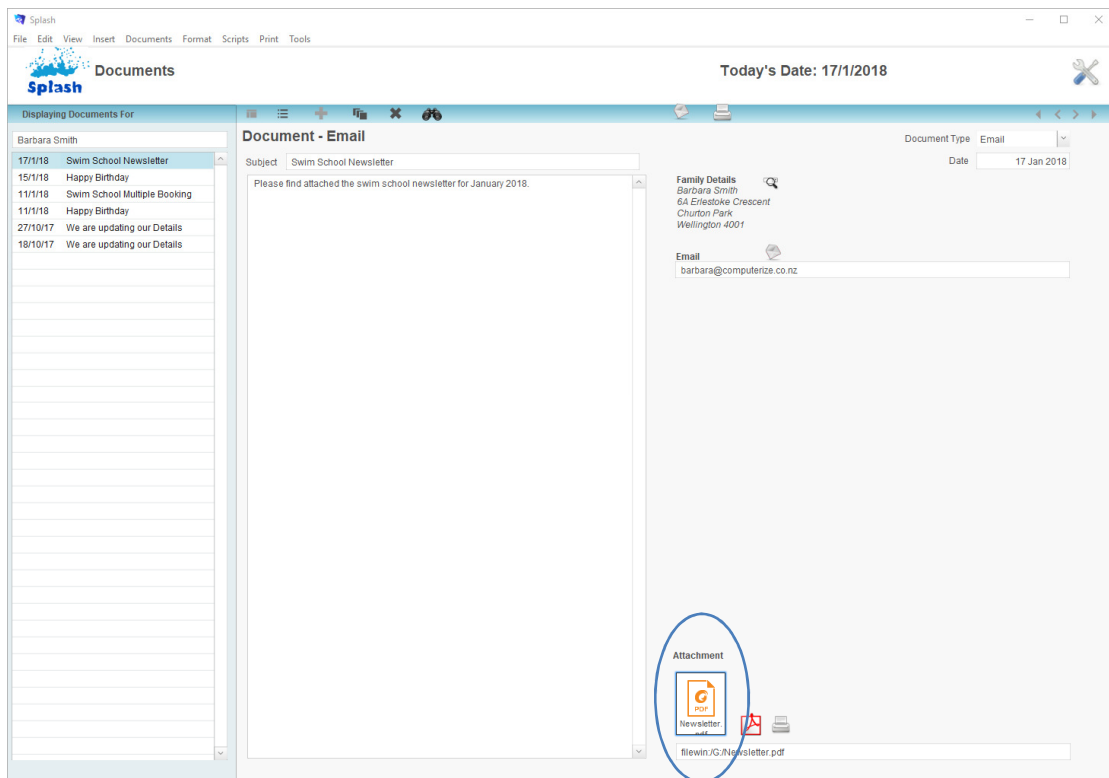 Splash
File Edit View Insert Documents Format Scripts Print Tools
Splash
Documents
Today's Date: 17/1/2018
Displaying Documents For
Barbara Smith
17/1/18 Swim School Newsletter
15/1/18 Happy Birthday
11/1/18 Swim School Multiple Booking
11/1/18 Happy Birthday
27/10/17 We are updating our Details
18/10/17 We are updating our Details
Document - Email
Document Type Email
Subject Swim School Newsletter
Date 17 Jan 2018
Please find attached the swim school newsletter for January 2018.
Family Details
Barbara Smith
6A Erlestoke Crescent
Churton Park
Wellington 4001
Email
barbara@computerize.co.nz
Attachment
PDF
Newsletter.
pdf
filewin:/G:/Newsletter.pdf